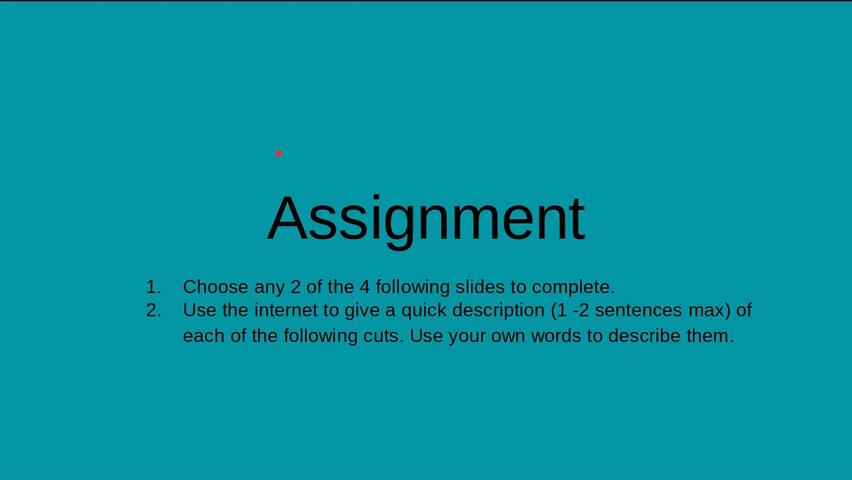 Assignment
1. Choose any 2 of the 4 following slides to complete.
2. Use the internet to give a quick description (1 -2 sentences max) of
each of the following cuts. Use your own words to describe them.